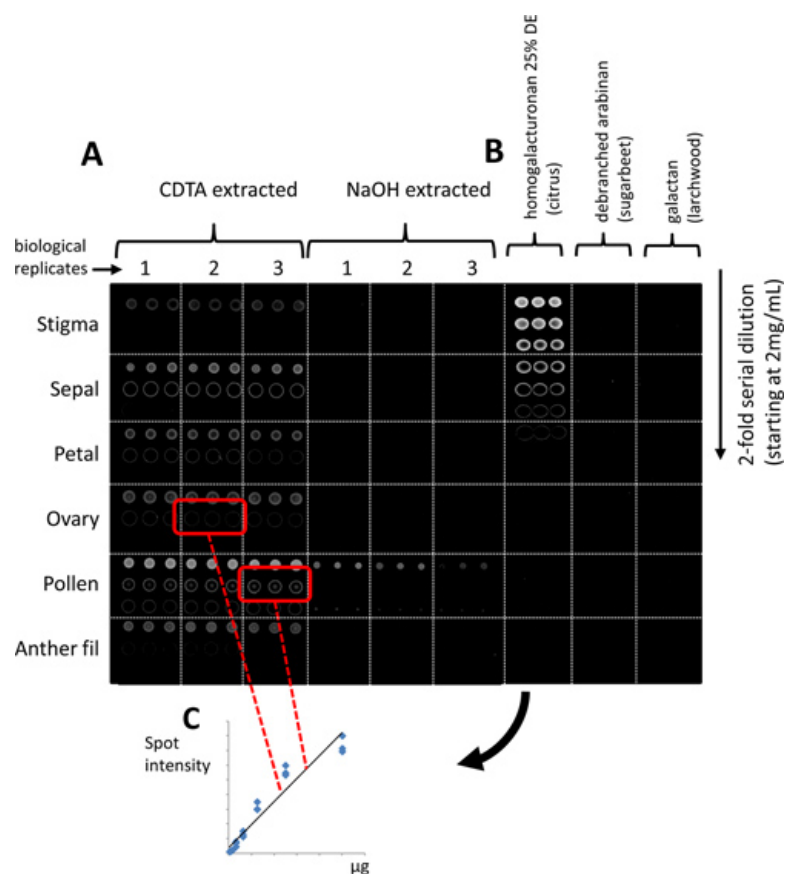 A
B
homogalacturonan 25% DE
(citrus)
debranched arabinan
(sugarbeet)
galactan
(larchwood)
CDTA extracted
NaOH extracted
biological
replicates
1
2
3
1
2
3
Stigma
Sepal
Petal
Ovary
Pollen
Anther fil
2-fold serial dilution
(starting at 2mg/mL)
C
Spot
intensity
μg